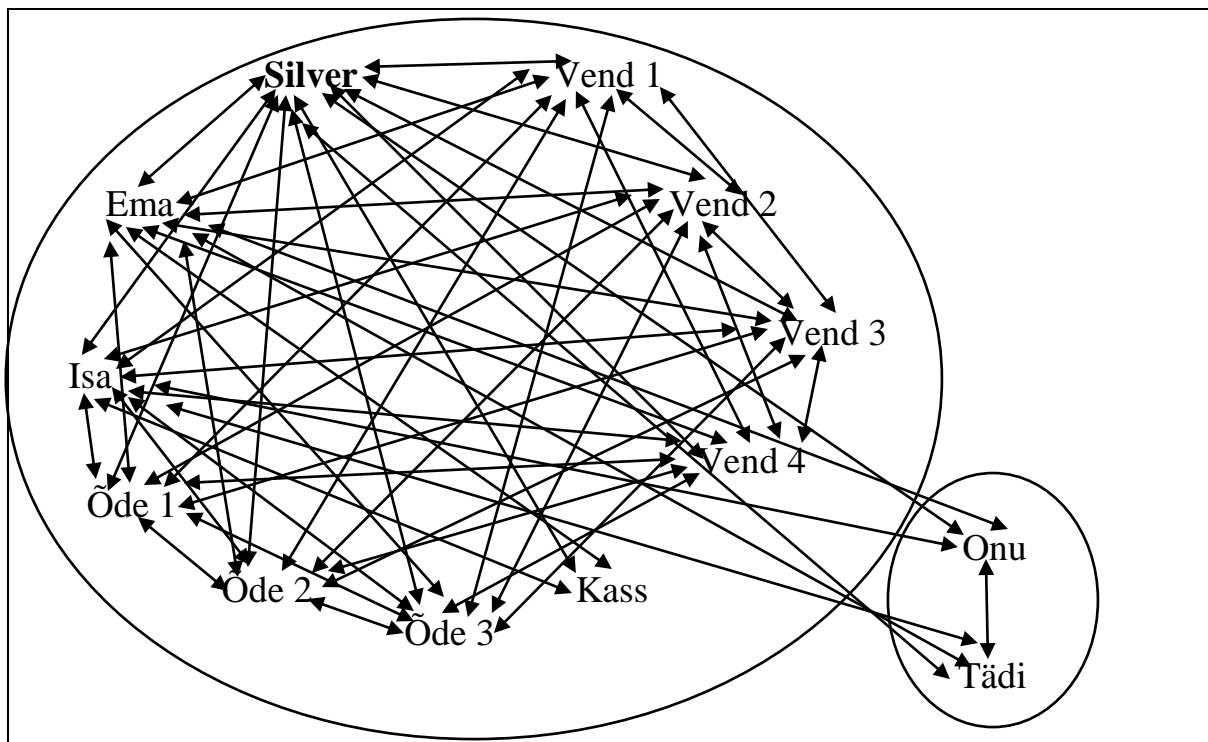 Silver
Vend 1
Ema
Vend 2
Vend 3
Isa
Vend 4
Õde 1
Onu
Õde 2
Kass
Õde 3
Tädi